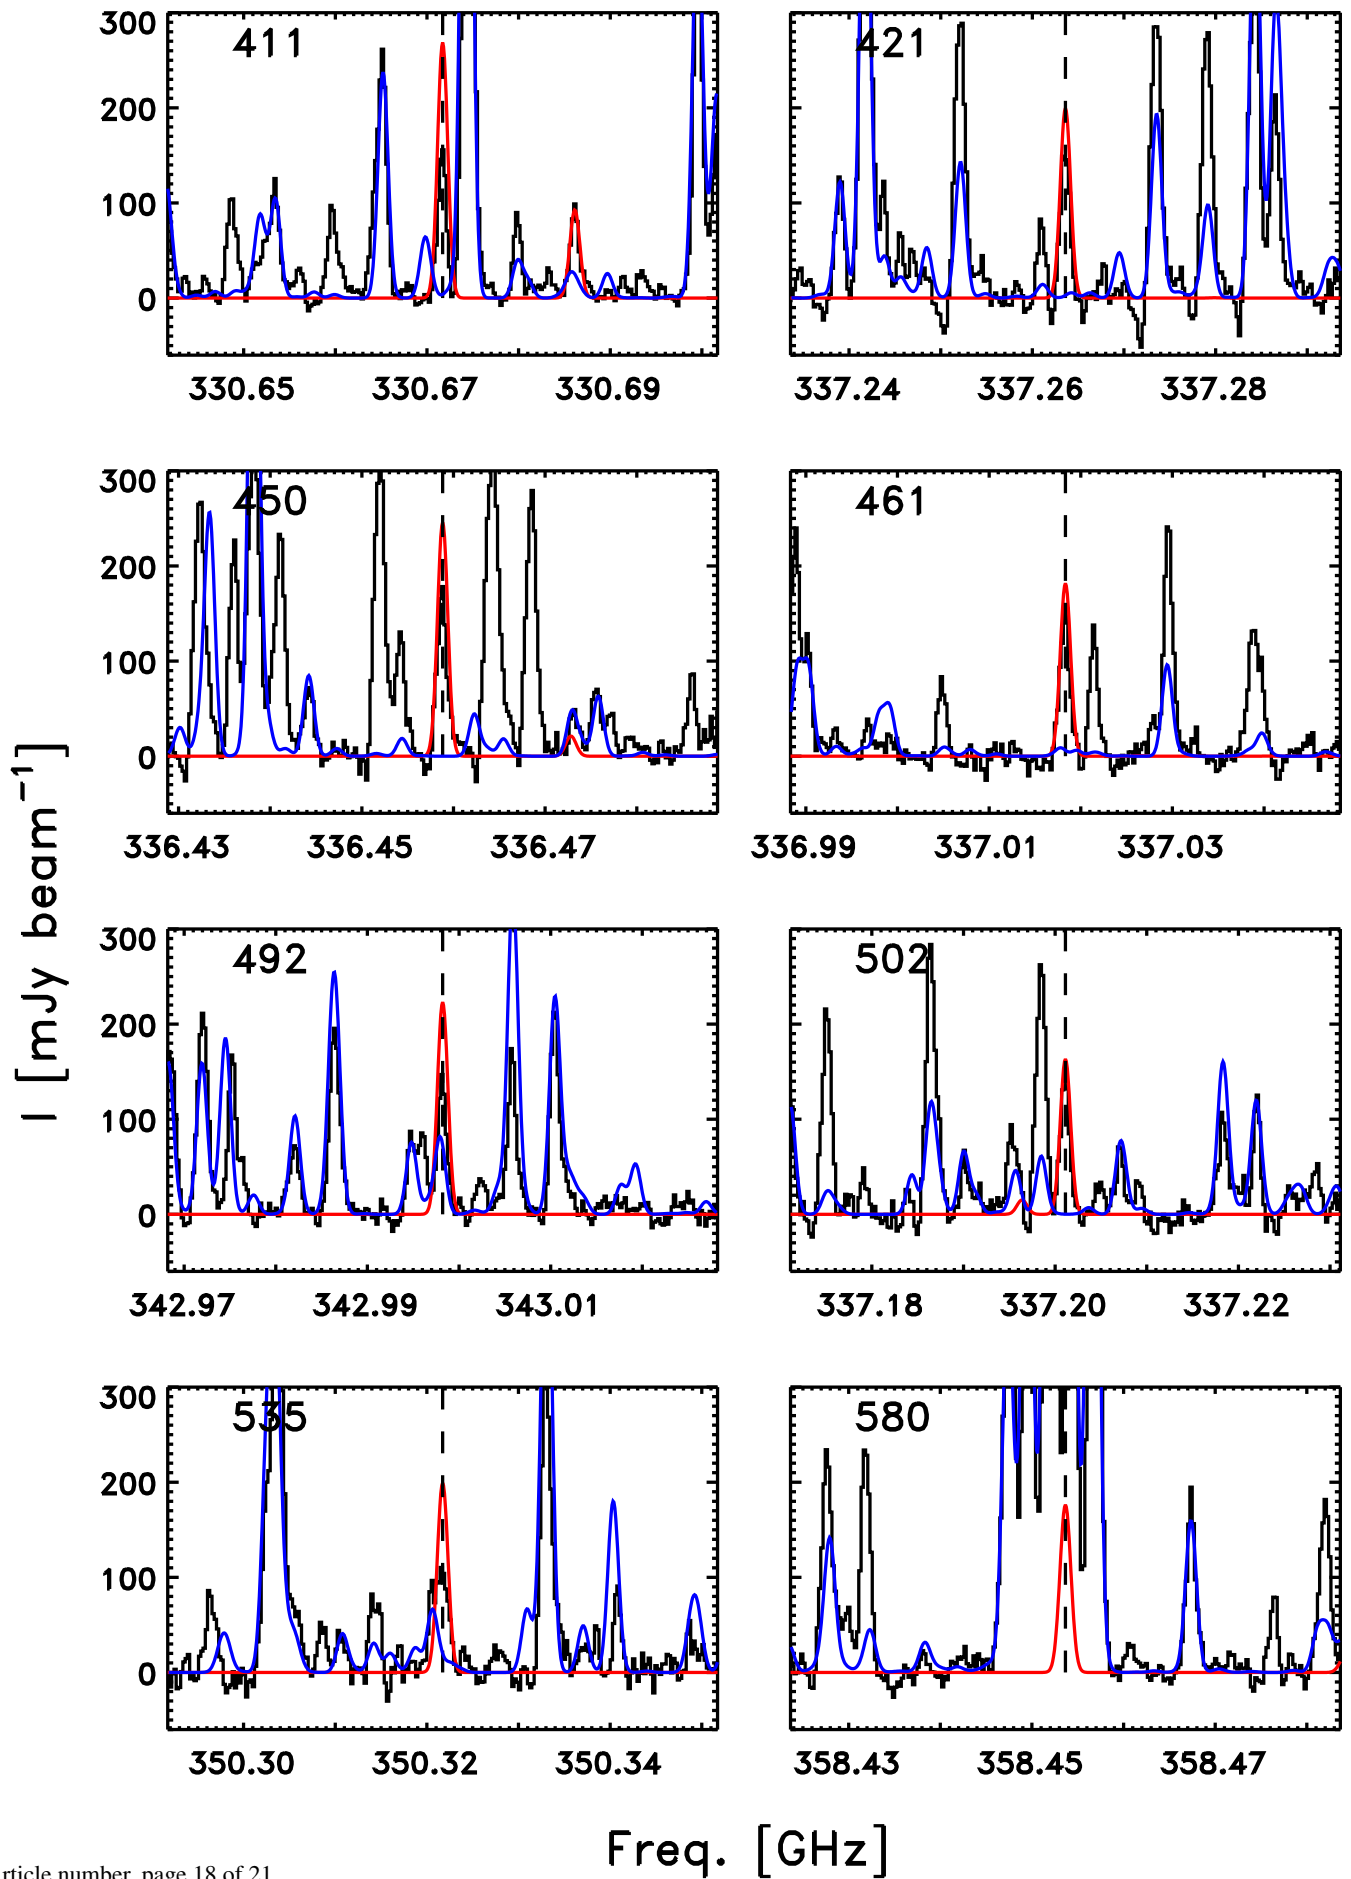 300
200
100
0
411
330.65 330.67 330.69
421
337.24 337.26 337.28
300
200
100
0
450
336.43 336.45 336.47
461
336.99 337.01 337.03
I [mJy beam⁻¹]
300
200
100
0
492
342.97 342.99 343.01
502
337.18 337.20 337.22
300
200
100
0
535
350.30 350.32 350.34
580
358.43 358.45 358.47
Freq. [GHz]
rticle number, page 18 of 21